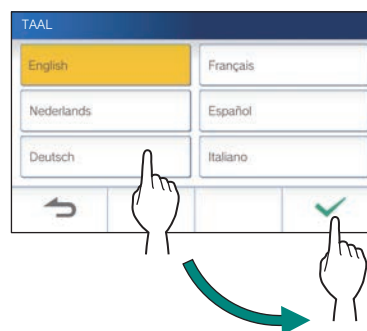 TAAL
English
Français
Nederlands
Español
Deutsch
Italiano